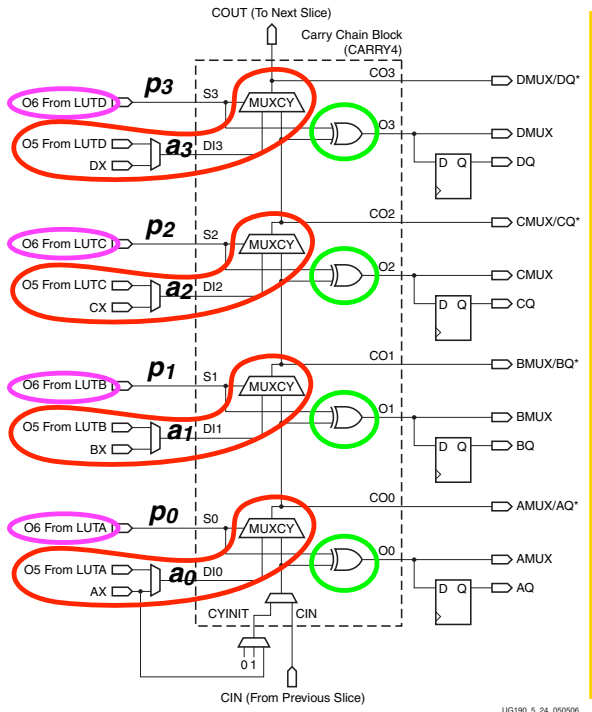 COUT (To Next Slice)
Carry Chain Block
(CARRY4)
p3
S3
CO3
DMUX/DQ*
O6 From LUTD
MUXCY
O3
DMUX
O5 From LUTD
a3
DI3
DX
D Q
DQ
p2
S2
CO2
CMUX/CQ*
O6 From LUTC
MUXCY
O2
CMUX
O5 From LUTC
a2
DI2
CX
D Q
CQ
p1
S1
CO1
BMUX/BQ*
O6 From LUTB
MUXCY
O1
BMUX
O5 From LUTB
a1
DI1
BX
D Q
BQ
p0
S0
CO0
AMUX/AQ*
O6 From LUTA
MUXCY
O0
AMUX
O5 From LUTA
a0
DI0
AX
D Q
AQ
CYINIT
CIN
0 1
CIN (From Previous Slice)
UG190_5_24_050506